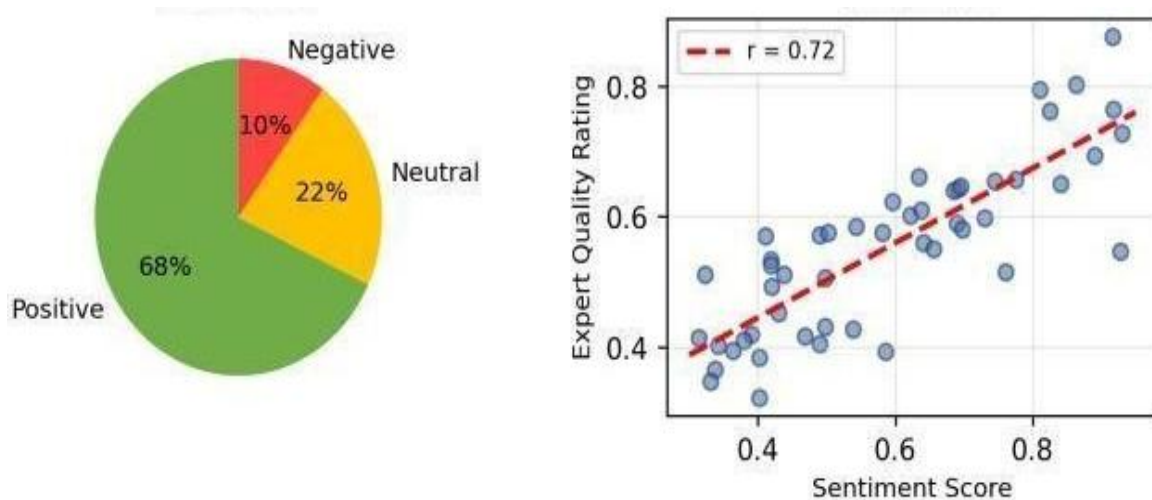 Negative
10%
Neutral
22%
68%
Positive
r = 0.72
Expert Quality Rating
0.8
0.6
0.4
0.4 0.6 0.8
Sentiment Score